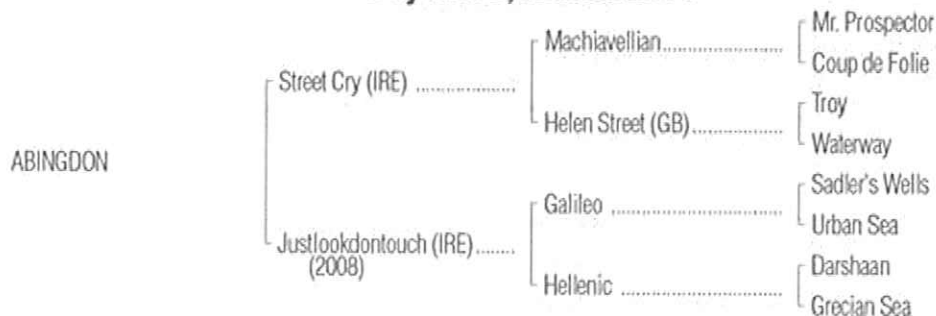 Machiavellian
Mr. Prospector
Coup de Folie
Street Cry (IRE)
Helen Street (GB)
Troy
Waterway
ABINGDON
Galileo
Sadler's Wells
Urban Sea
Justlookdontouch (IRE)
(2008)
Hellenic
Darshaan
Grecian Sea